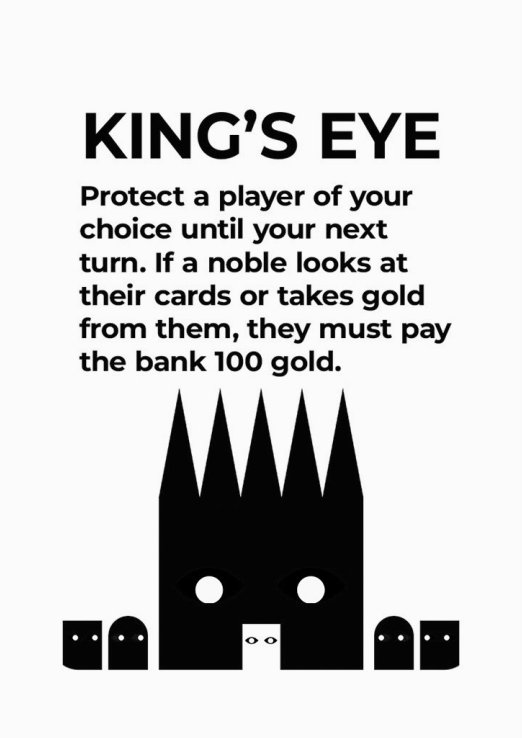 KING’S EYE
Protect a player of your
choice until your next
turn. If a noble looks at
their cards or takes gold
from them, they must pay
the bank 100 gold.